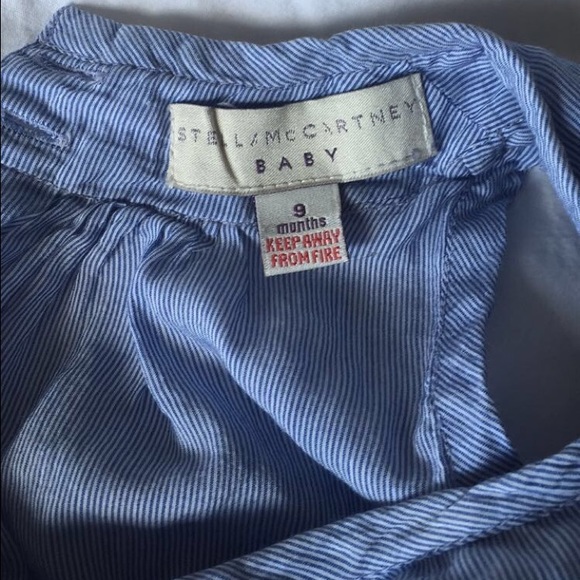 STELLA McCARTNEY
BABY
9
months
KEEP AWAY
FROM FIRE